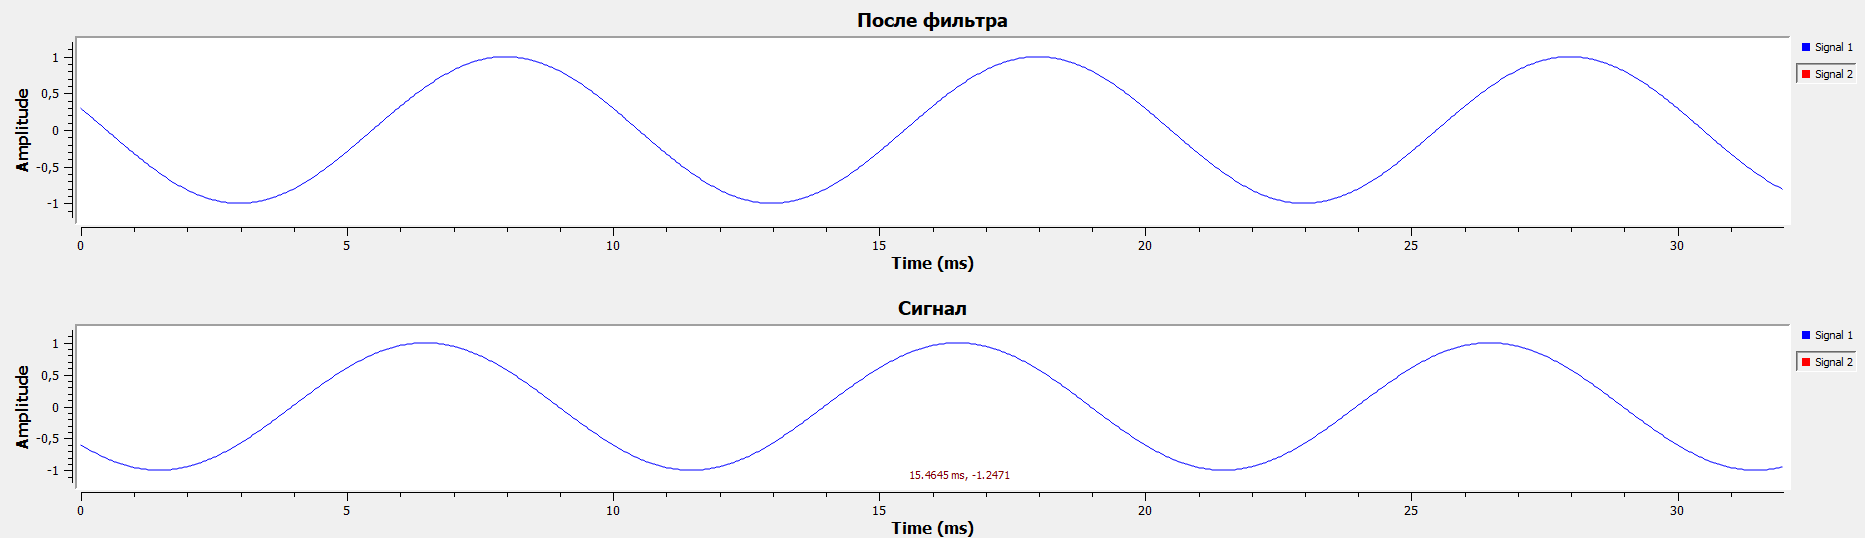 После фильтра
Signal 1
Signal 2
Amplitude
1
0,5
0
-0,5
-1
0 5 10 15 20 25 30
Time (ms)
Сигнал
Signal 1
Signal 2
Amplitude
1
0,5
0
-0,5
-1
15.4645 ms, -1.2471
0 5 10 15 20 25 30
Time (ms)